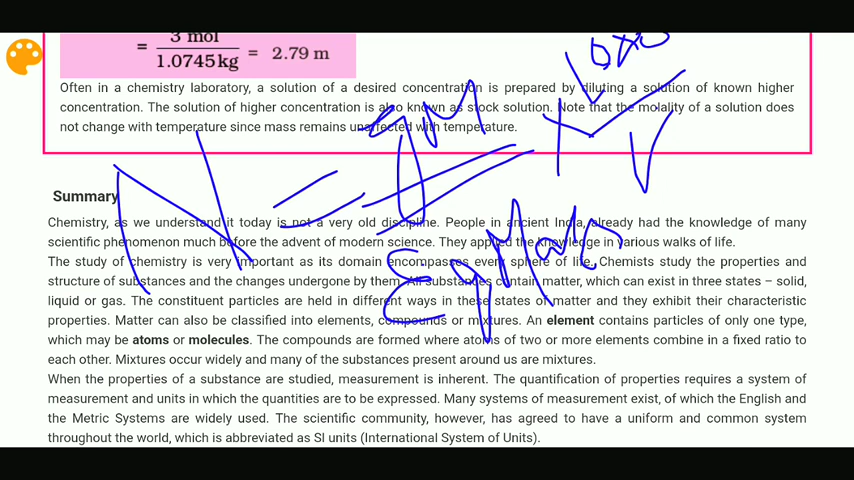 = 3 mol / 1.0745 kg = 2.79 m
Often in a chemistry laboratory, a solution of a desired concentration is prepared by diluting a solution of known higher
concentration. The solution of higher concentration is also known as stock solution. Note that the molality of a solution does
not change with temperature since mass remains unaffected with temperature.
N = gm / Eq Mass × 1000 / V
Summary
Chemistry, as we understand it today is not a very old discipline. People in ancient India, already had the knowledge of many
scientific phenomenon much before the advent of modern science. They applied the knowledge in various walks of life.
The study of chemistry is very important as its domain encompasses every sphere of life. Chemists study the properties and
structure of substances and the changes undergone by them. All substances contain matter, which can exist in three states – solid,
liquid or gas. The constituent particles are held in different ways in these states of matter and they exhibit their characteristic
properties. Matter can also be classified into elements, compounds or mixtures. An element contains particles of only one type,
which may be atoms or molecules. The compounds are formed where atoms of two or more elements combine in a fixed ratio to
each other. Mixtures occur widely and many of the substances present around us are mixtures.
When the properties of a substance are studied, measurement is inherent. The quantification of properties requires a system of
measurement and units in which the quantities are to be expressed. Many systems of measurement exist, of which the English and
the Metric Systems are widely used. The scientific community, however, has agreed to have a uniform and common system
throughout the world, which is abbreviated as SI units (International System of Units).